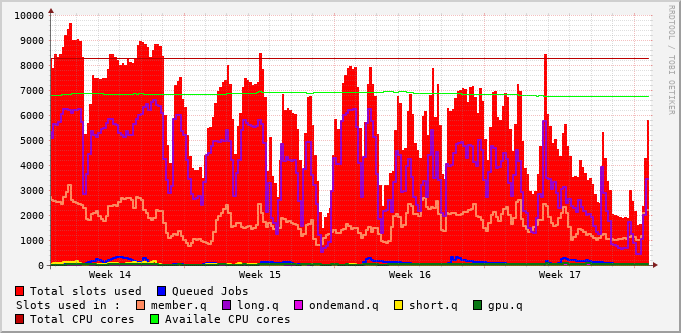 10000
9000
8000
7000
6000
5000
4000
3000
2000
1000
0
Week 14 Week 15 Week 16 Week 17
Total slots used Queued Jobs
Slots used in : member.q long.q ondemand.q short.q gpu.q
Total CPU cores Availale CPU cores
RRDTOOL / TOBI OETIKER